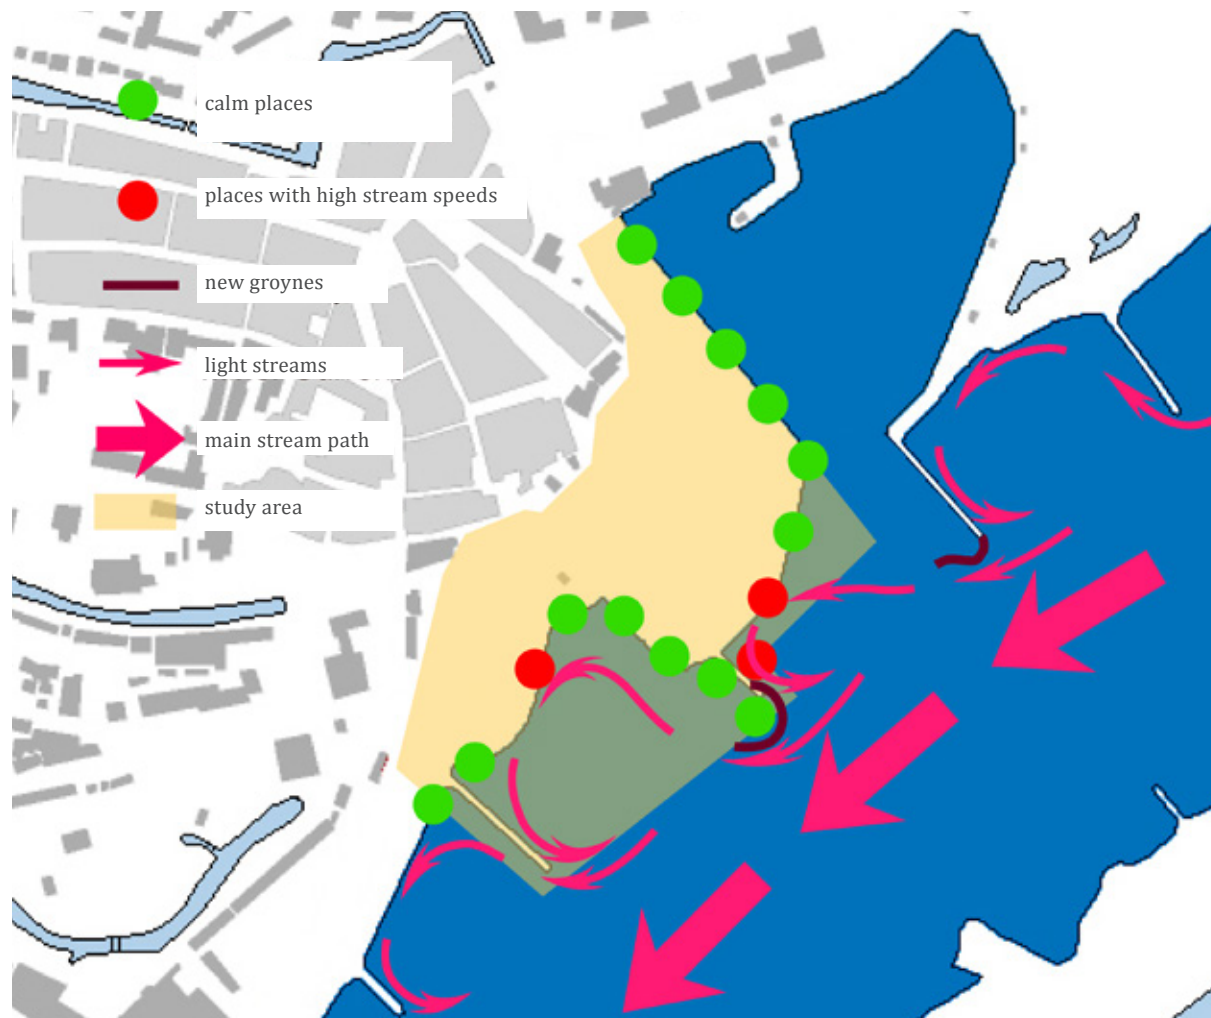 calm places
places with high stream speeds
new groynes
light streams
main stream path
study area